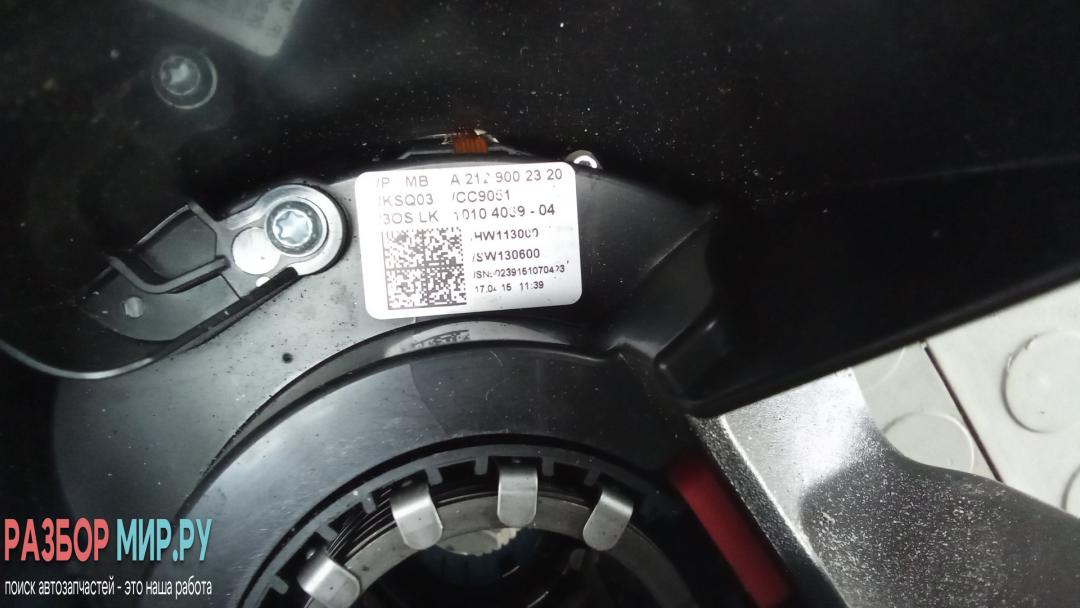 MB A 212 900 23 20
/KSQ03 /CC9051
LK 1010 4039 - 04
/HW113000
/SW130600
17.04 15 11:39
РАЗБОР МИР.РУ
поиск автозапчастей - это наша работа